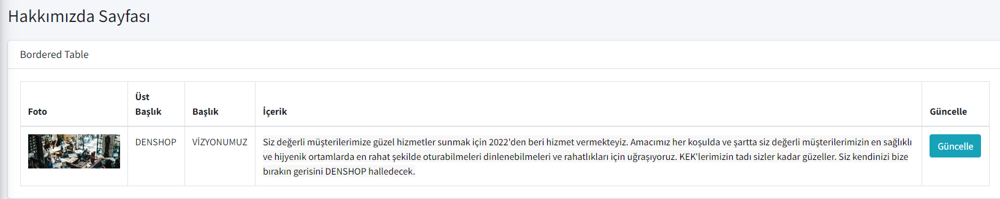 Hakkımızda Sayfası
Bordered Table
Foto
Üst
Başlık
Başlık
İçerik
Güncelle
DENSHOP
VİZYONUMUZ
Siz değerli müşterilerimize güzel hizmetler sunmak için 2022'den beri hizmet vermekteyiz. Amacımız her koşulda ve şartta siz değerli müşterilerimizin en sağlıklı
ve hijyenik ortamlarda en rahat şekilde oturabilmeleri dinlenebilmeleri ve rahatlıkları için uğraşıyoruz. KEK'lerimizin tadı sizler kadar güzeller. Siz kendinizi bize
bırakın gerisini DENSHOP halledecek.
Güncelle